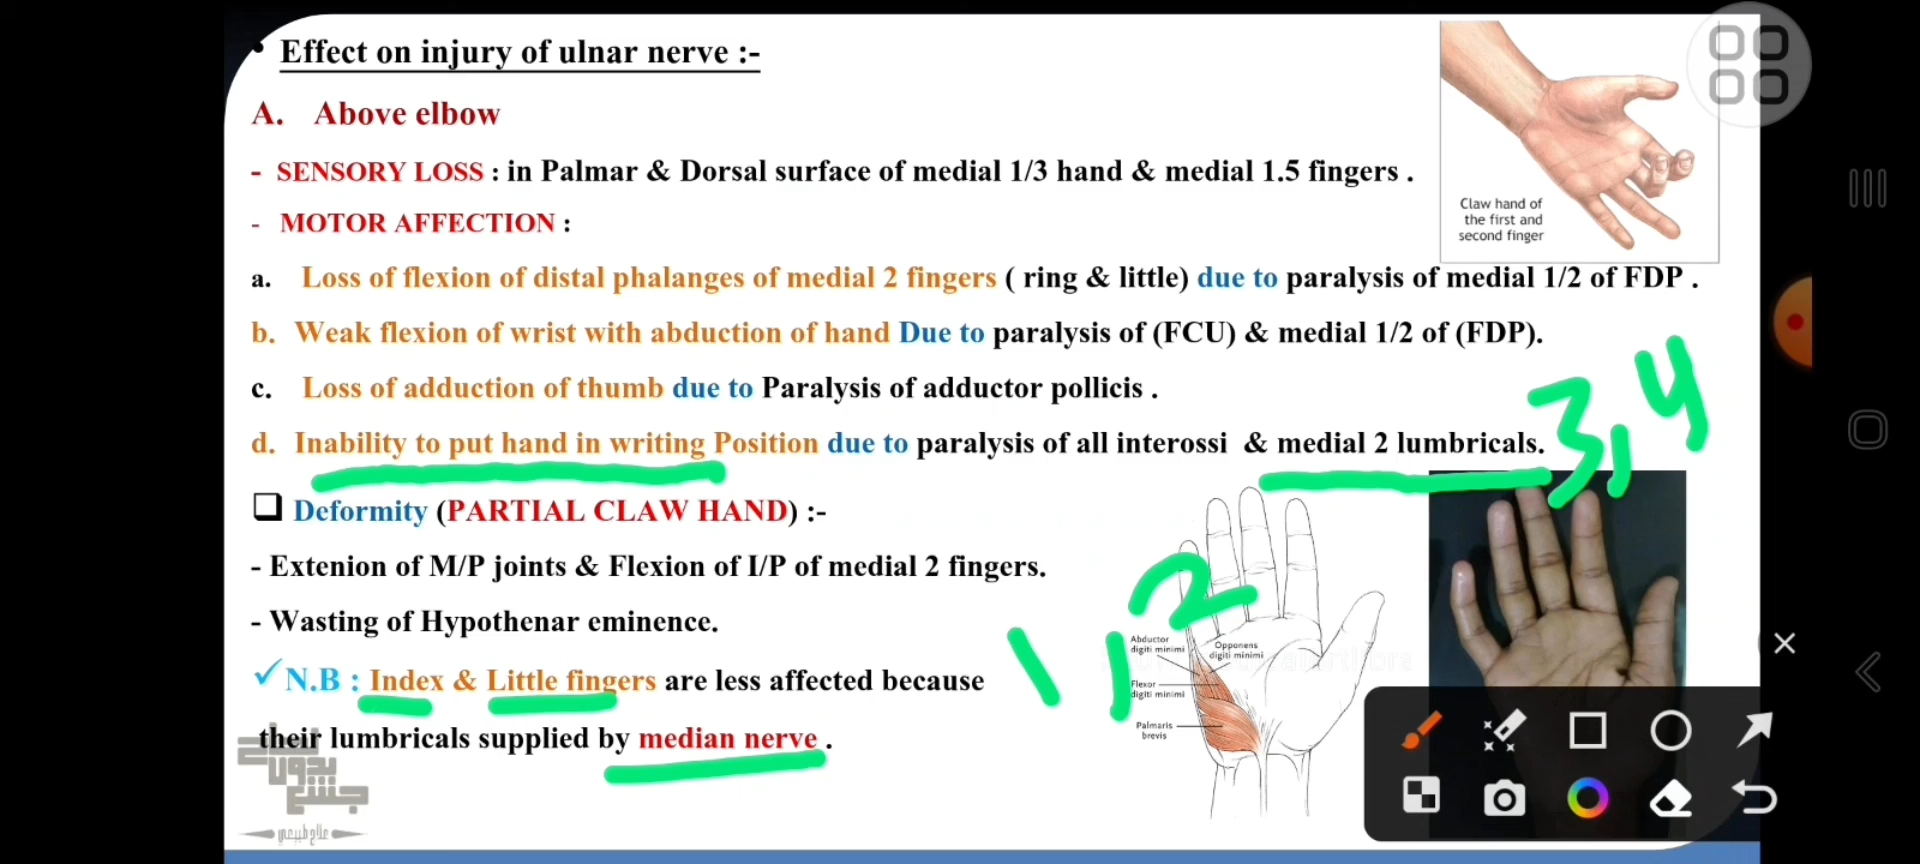 • Effect on injury of ulnar nerve :-
A. Above elbow
- SENSORY LOSS : in Palmar & Dorsal surface of medial 1/3 hand & medial 1.5 fingers .
- MOTOR AFFECTION :
a. Loss of flexion of distal phalanges of medial 2 fingers ( ring & little) due to paralysis of medial 1/2 of FDP .
b. Weak flexion of wrist with abduction of hand Due to paralysis of (FCU) & medial 1/2 of (FDP).
c. Loss of adduction of thumb due to Paralysis of adductor pollicis .
d. Inability to put hand in writing Position due to paralysis of all interossi & medial 2 lumbricals.
3,4
Deformity (PARTIAL CLAW HAND) :-
- Extenion of M/P joints & Flexion of I/P of medial 2 fingers.
- Wasting of Hypothenar eminence.
✓ N.B : Index & Little fingers are less affected because
their lumbricals supplied by median nerve .
1,2
Claw hand of
the first and
second finger
Abductor
digiti minimi
Opponens
digiti minimi
Flexor
digiti minimi
Palmaris
brevis
علاج طبيعي